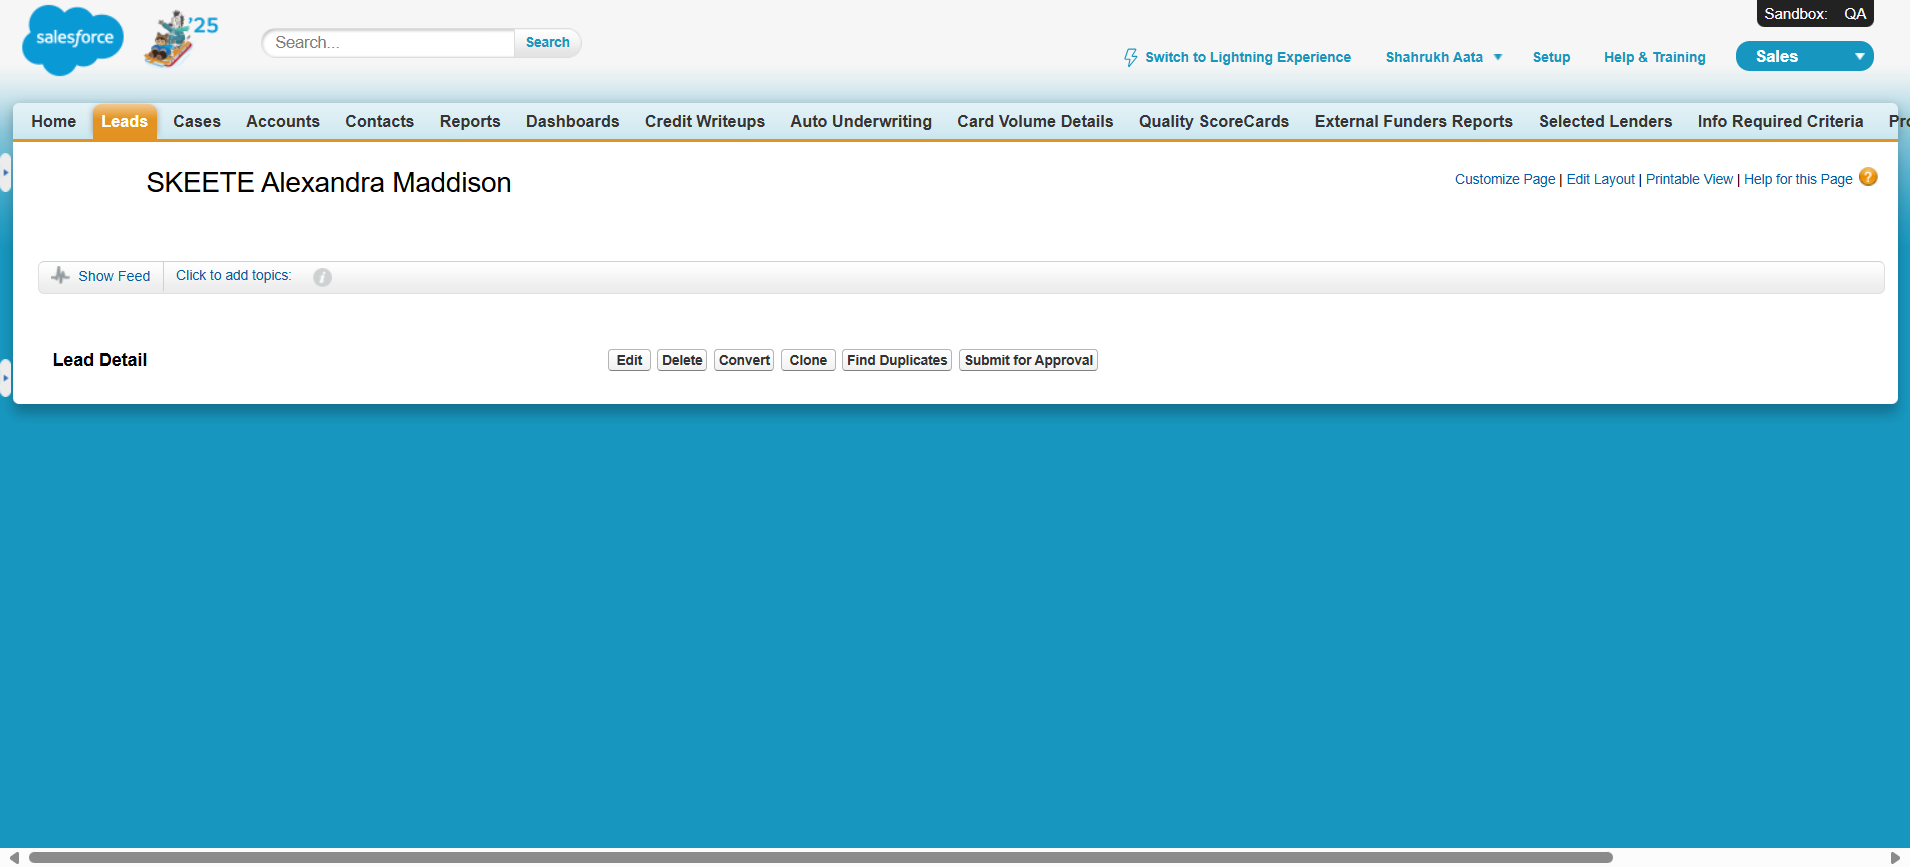 Sandbox: QA
salesforce
'25
Search...
Search
Switch to Lightning Experience
Shahrukh Aata
Setup
Help & Training
Sales
Home Leads Cases Accounts Contacts Reports Dashboards Credit Writeups Auto Underwriting Card Volume Details Quality ScoreCards External Funders Reports Selected Lenders Info Required Criteria Pro
SKEETE Alexandra Maddison
Customize Page | Edit Layout | Printable View | Help for this Page ?
Show Feed
Click to add topics:
i
Lead Detail
Edit Delete Convert Clone Find Duplicates Submit for Approval